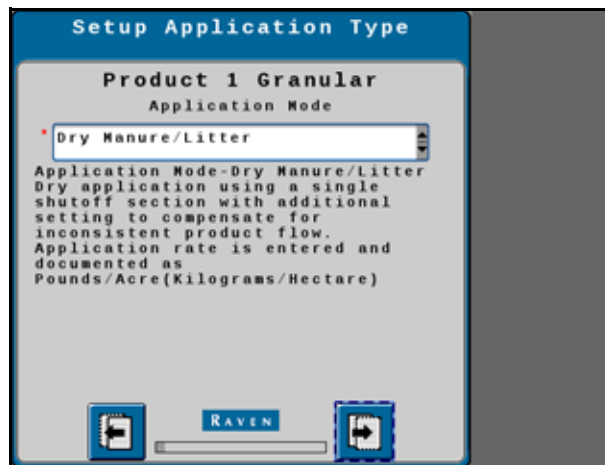 Setup Application Type
Product 1 Granular
Application Mode
* Dry Manure/Litter
Application Mode-Dry Manure/Litter
Dry application using a single
shutoff section with additional
setting to compensate for
inconsistent product flow.
Application rate is entered and
documented as
Pounds/Acre(Kilograms/Hectare)
RAVEN